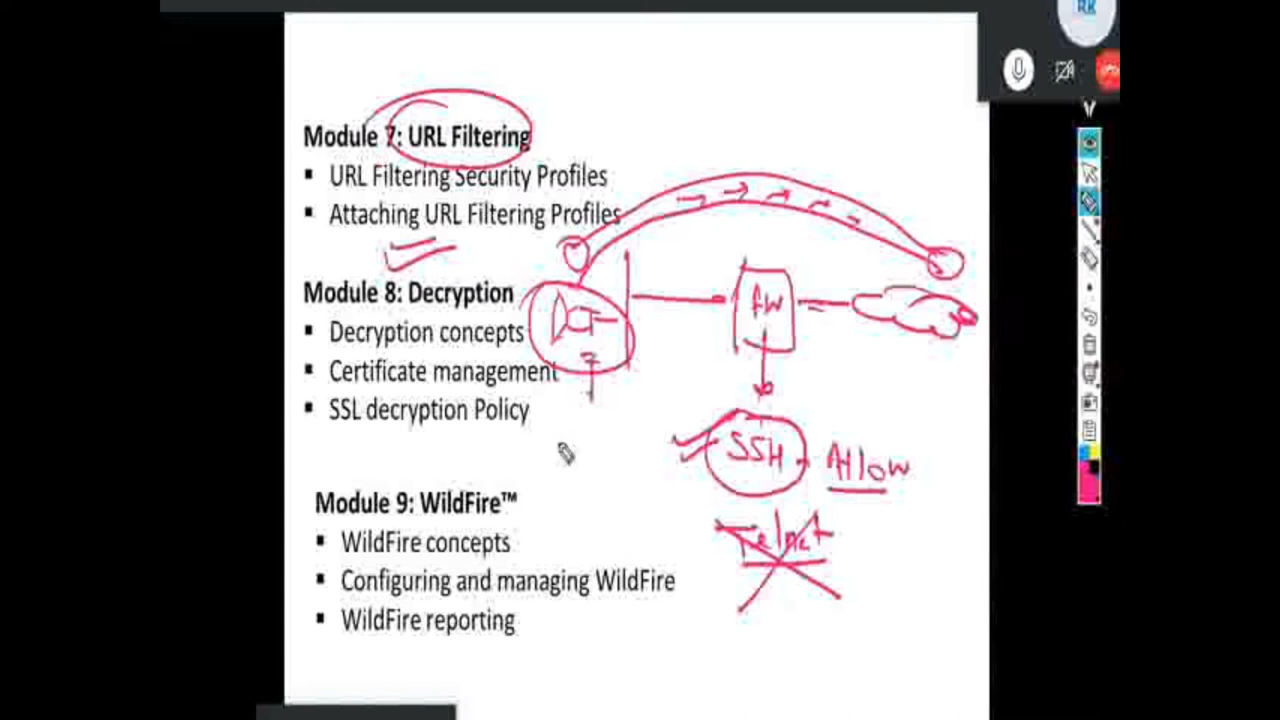 RK
Module 7: URL Filtering
▪ URL Filtering Security Profiles
▪ Attaching URL Filtering Profiles
Module 8: Decryption
▪ Decryption concepts
▪ Certificate management
▪ SSL decryption Policy
FW
SSH
Allow
Telnet
Module 9: WildFire™
▪ WildFire concepts
▪ Configuring and managing WildFire
▪ WildFire reporting